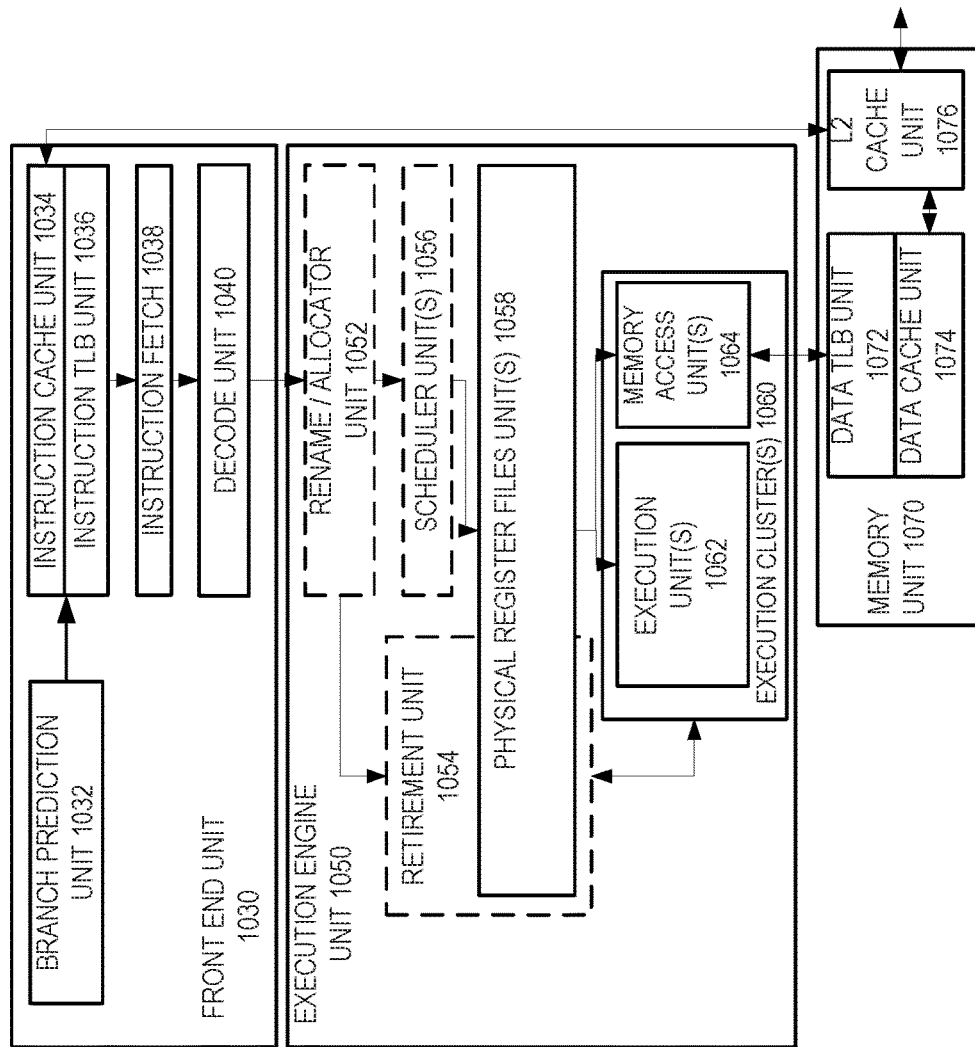 BRANCH PREDICTION
UNIT 1032
INSTRUCTION CACHE UNIT 1034
INSTRUCTION TLB UNIT 1036
INSTRUCTION FETCH 1038
DECODE UNIT 1040
FRONT END UNIT
1030
EXECUTION ENGINE
UNIT 1050
RENAME / ALLOCATOR
UNIT 1052
RETIREMENT UNIT
1054
SCHEDULER UNIT(S) 1056
PHYSICAL REGISTER FILES UNIT(S) 1058
EXECUTION
UNIT(S)
1062
MEMORY
ACCESS
UNIT(S)
1064
EXECUTION CLUSTER(S) 1060
MEMORY
UNIT 1070
DATA TLB UNIT
1072
DATA CACHE UNIT
1074
L2
CACHE
UNIT
1076